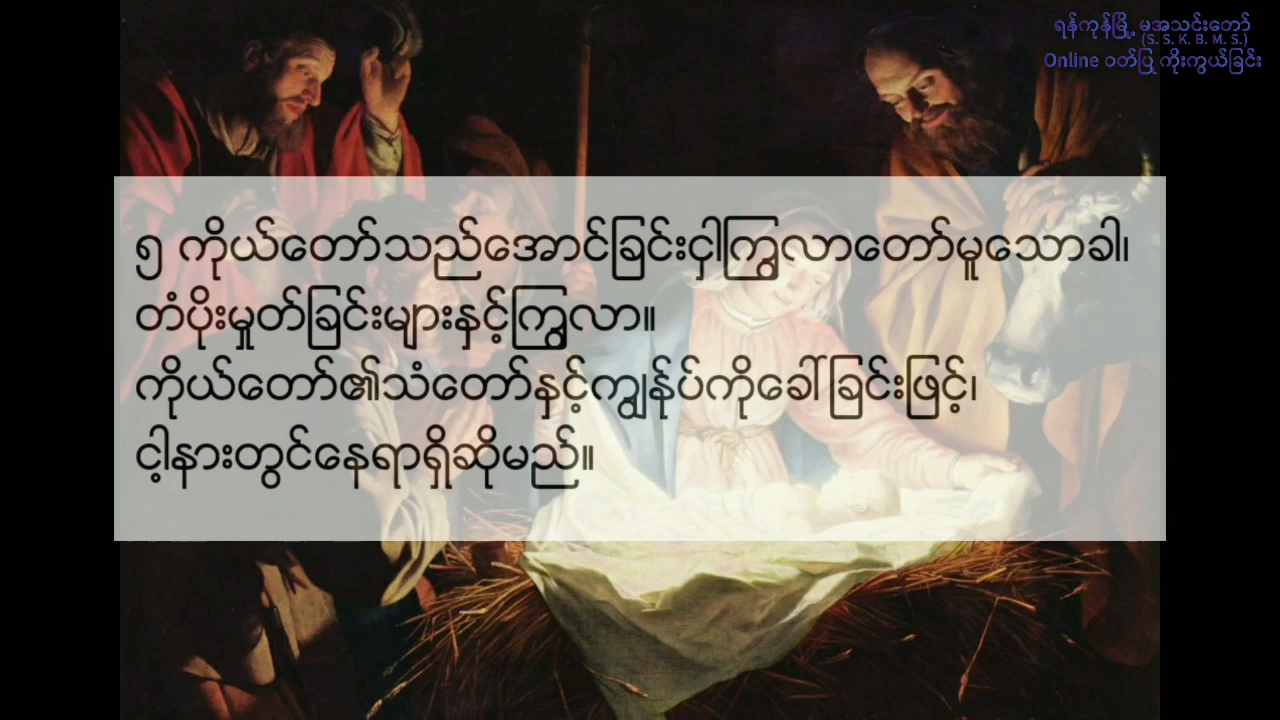 ရန်ကုန်မြို့ မအသင်းတော်
(S. S. K. B. M. S.)
Online ဝတ်ပြု ကိုးကွယ်ခြင်း
၅ ကိုယ်တော်သည်အောင်ခြင်းငှါကြွလာတော်မူသောခါ၊
တံပိုးမှုတ်ခြင်းများနှင့်ကြွလာ။
ကိုယ်တော်၏သံတော်နှင့်ကျွန်ုပ်ကိုခေါ်ခြင်းဖြင့်၊
ငါ့နားတွင်နေရာရှိဆိုမည်။